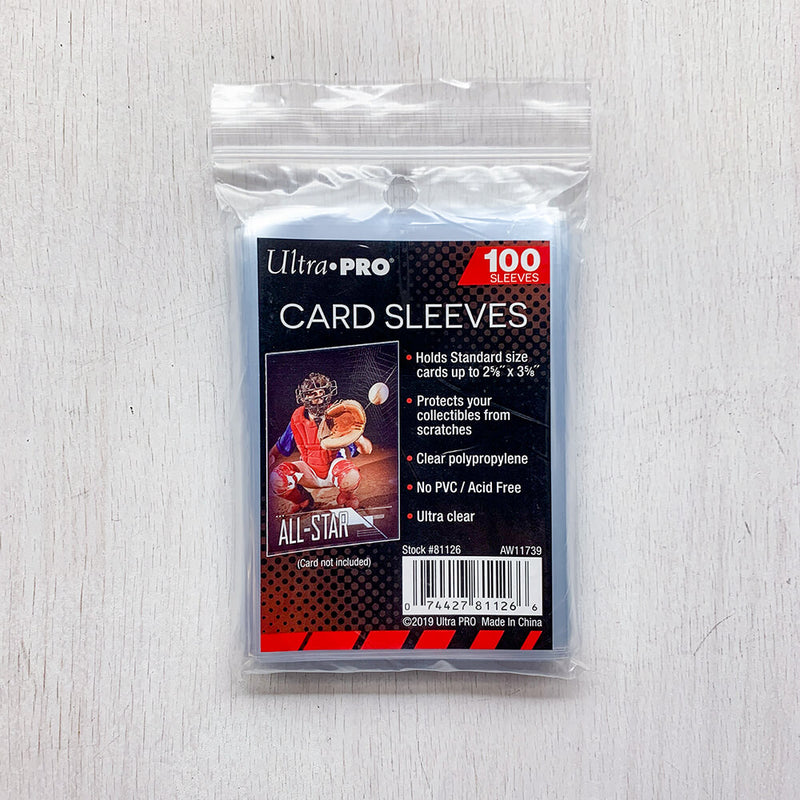 Ultra•PRO®
100
SLEEVES
CARD SLEEVES
• Holds Standard size
cards up to 2⅝˝ x 3⅝˝
• Protects your
collectibles from
scratches
• Clear polypropylene
• No PVC / Acid Free
• Ultra clear
ALL-STAR
(Card not included)
Stock #81126 AW11739
0 74427 81126 6
©2019 Ultra PRO Made In China